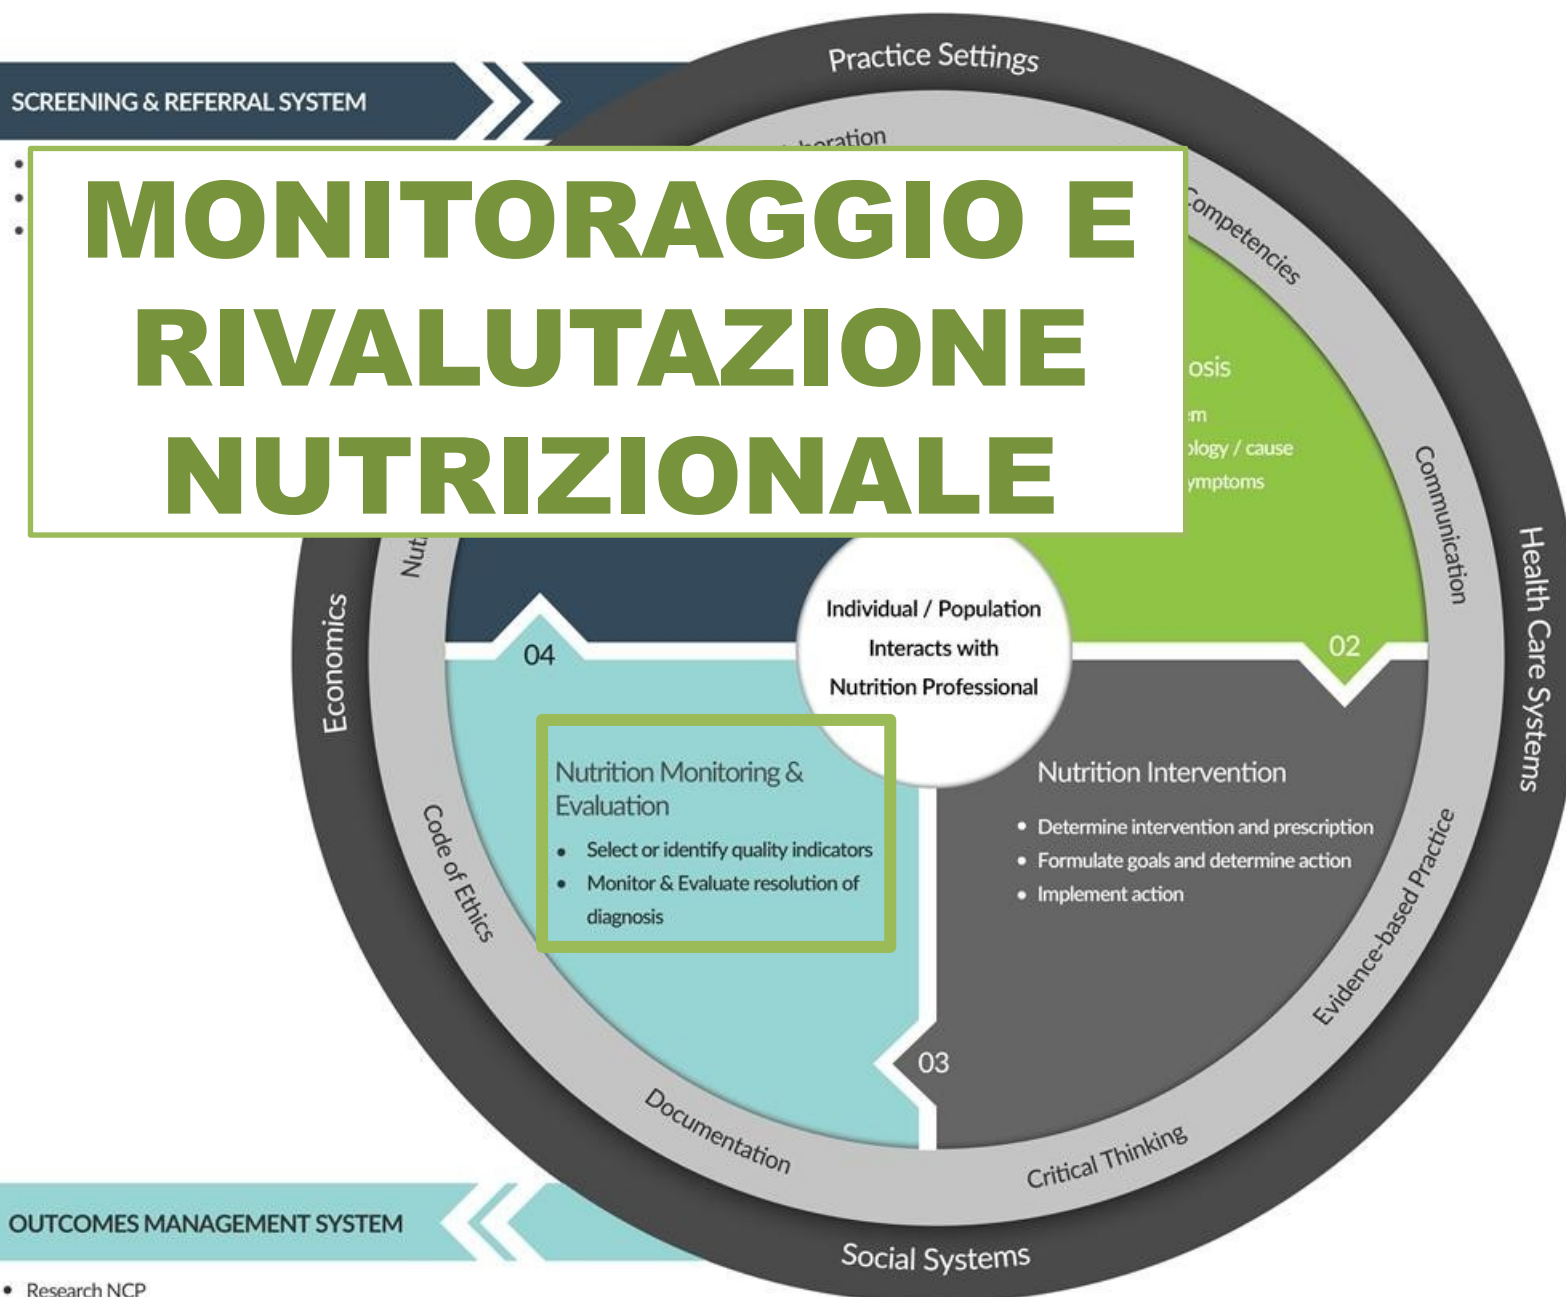 Practice Settings
SCREENING & REFERRAL SYSTEM
MONITORAGGIO E
RIVALUTAZIONE
NUTRIZIONALE
Competencies
Communication
Health Care Systems
Economics
Individual / Population
Interacts with
Nutrition Professional
/ cause
02
04
Nutrition Monitoring &
Evaluation
• Select or identify quality indicators
• Monitor & Evaluate resolution of
diagnosis
Nutrition Intervention
• Determine intervention and prescription
• Formulate goals and determine action
• Implement action
Code of Ethics
Evidence-based Practice
03
Documentation
Critical Thinking
OUTCOMES MANAGEMENT SYSTEM
Social Systems
• Research NCP